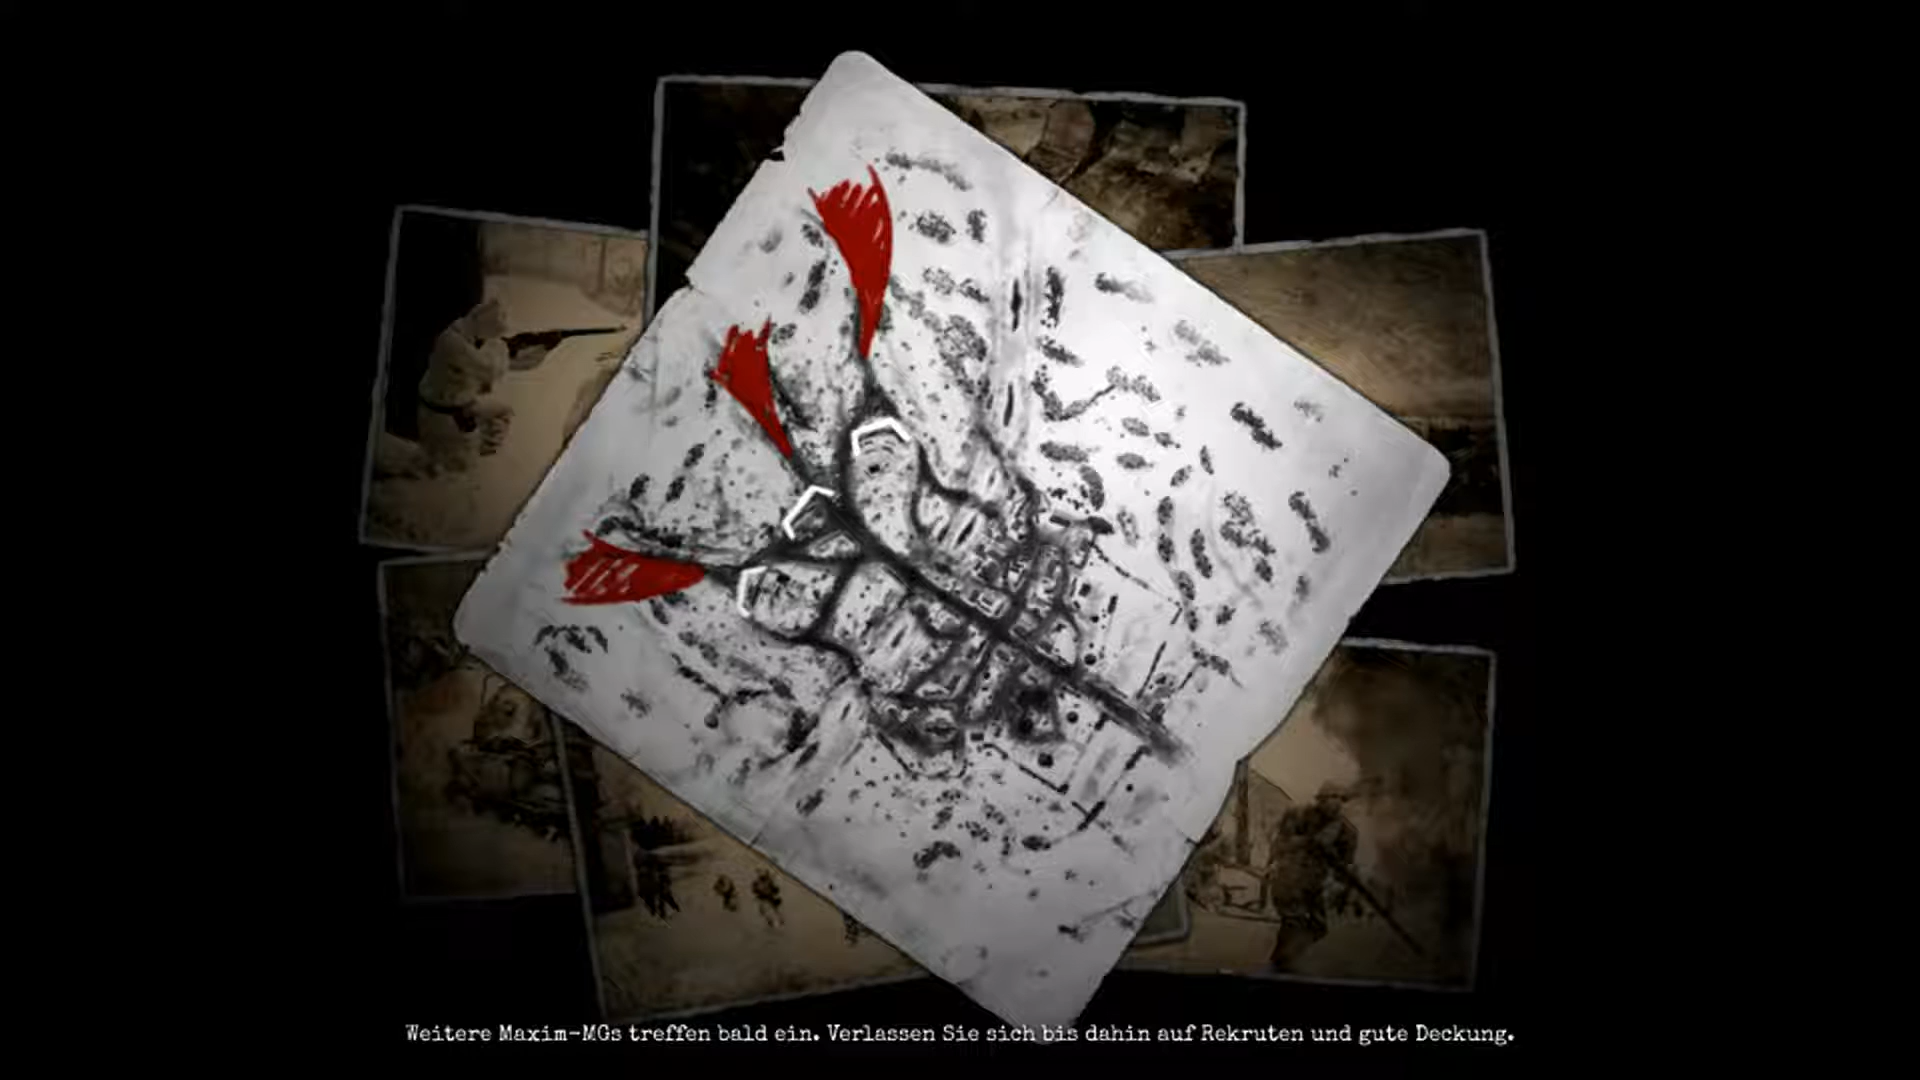 Weitere Maxim-MGs treffen bald ein. Verlassen Sie sich bis dahin auf Rekruten und gute Deckung.